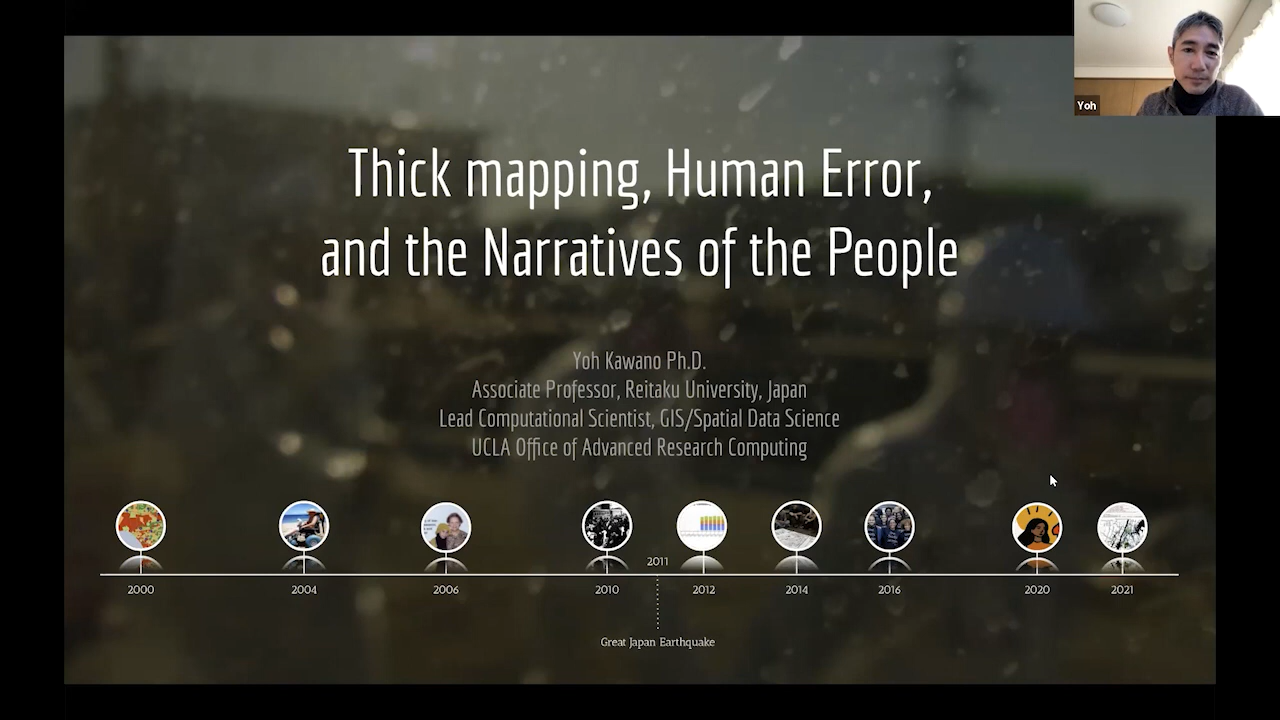 Yoh
Thick mapping, Human Error,
and the Narratives of the People
Yoh Kawano Ph.D.
Associate Professor, Reitaku University, Japan
Lead Computational Scientist, GIS/Spatial Data Science
UCLA Office of Advanced Research Computing
2011
2000
2004
2006
2010
2012
2014
2016
2020
2021
Great Japan Earthquake